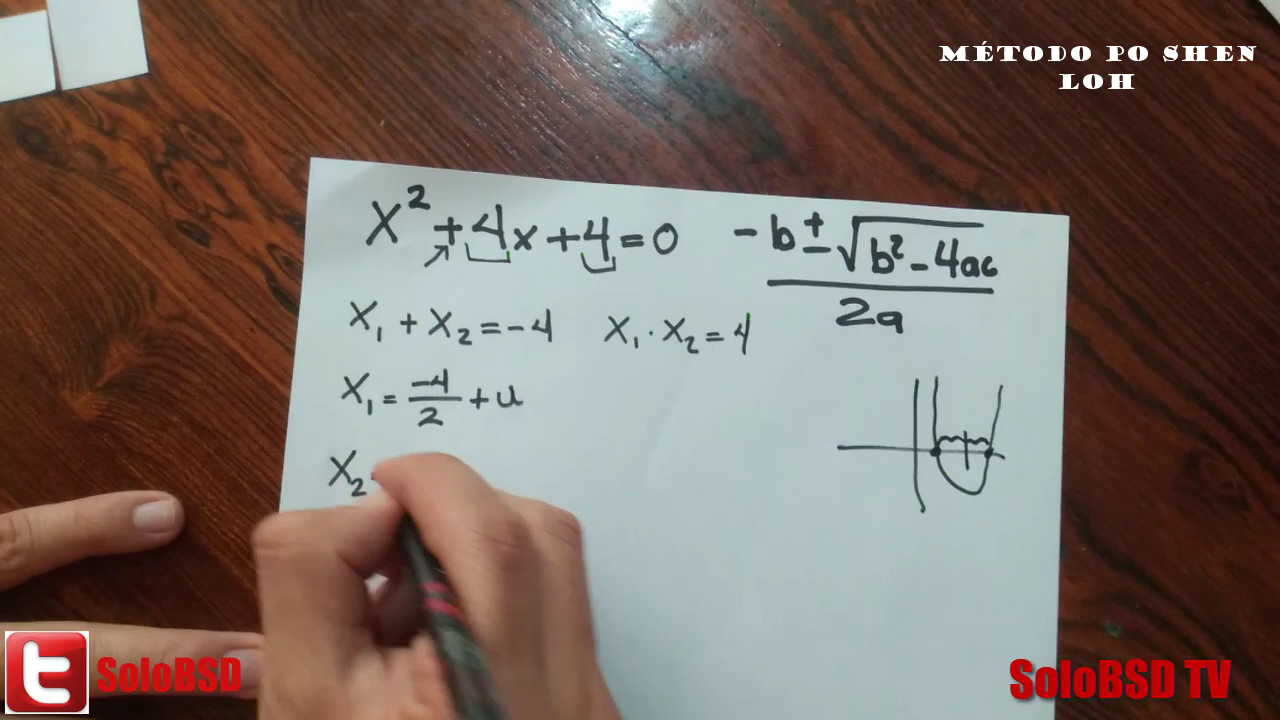 MÉTODO PO SHEN
LOH
x² + 4x + 4 = 0
-b ± √(b² - 4ac)
2a
x₁ + x₂ = -4
x₁ · x₂ = 4
x₁ = -4/2 + u
x₂
SoloBSD
SoloBSD TV